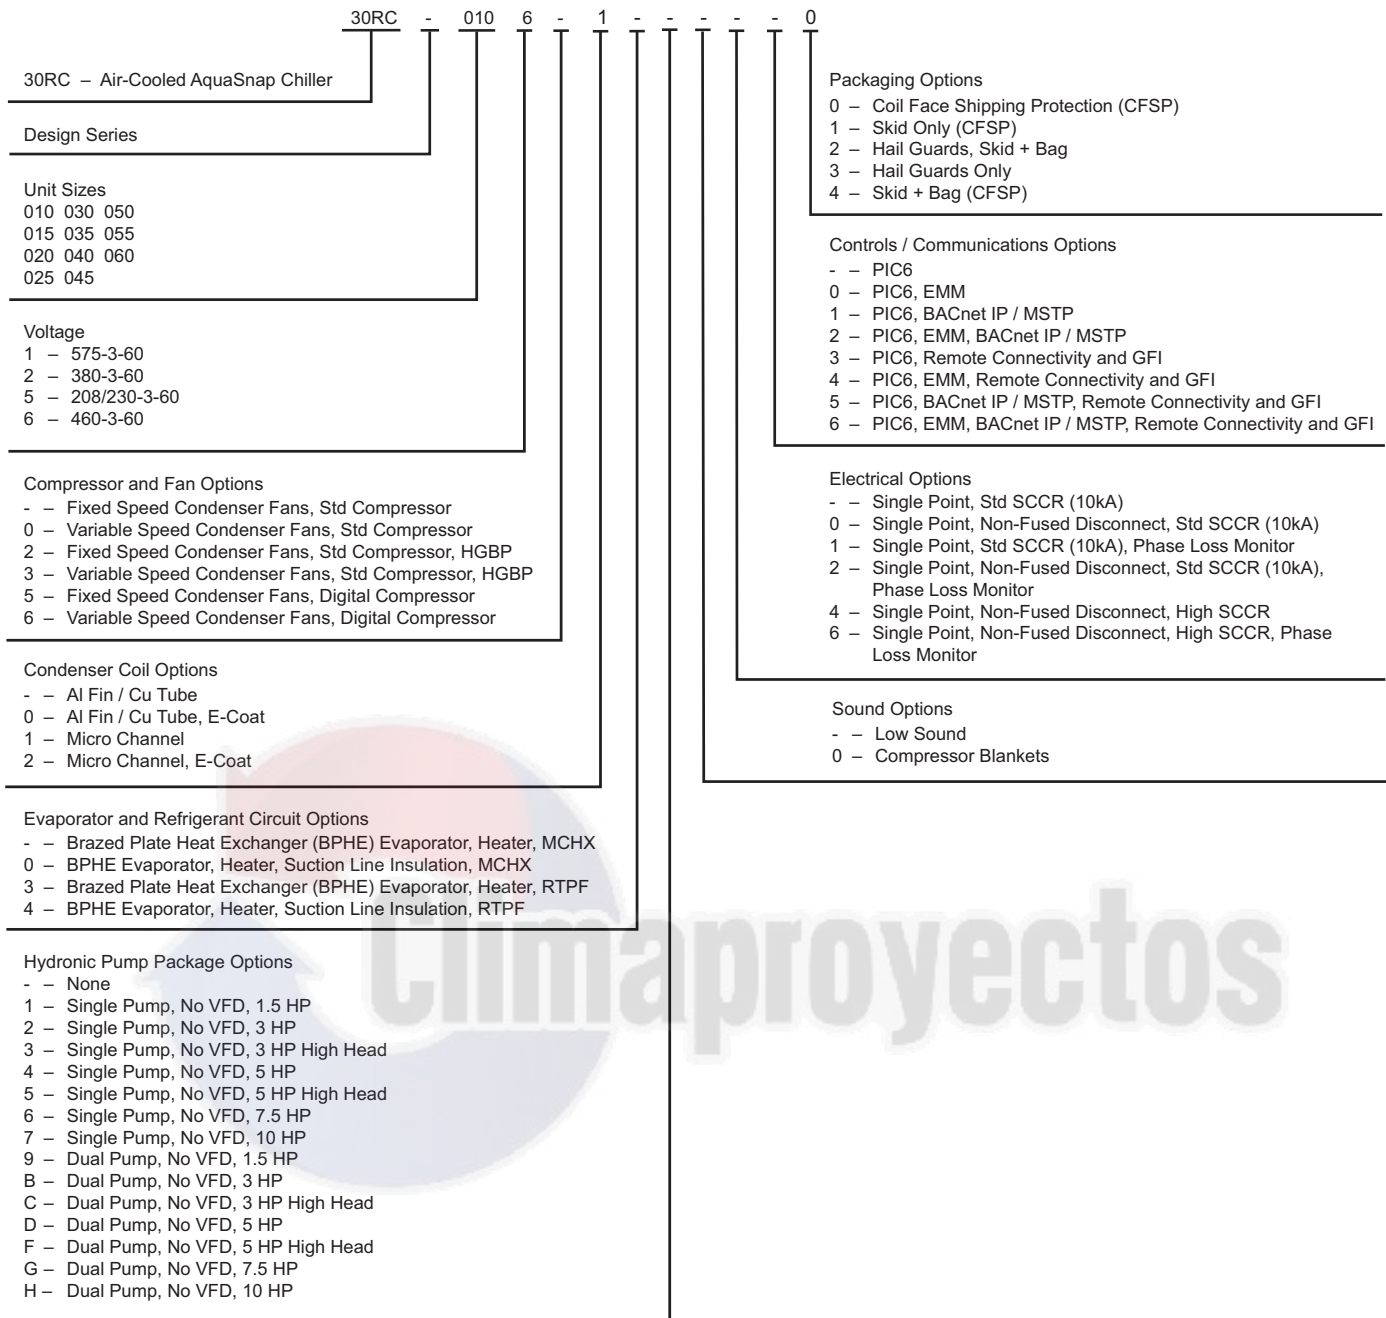 30RC - 010 6 - 1 - - - - - 0
30RC – Air-Cooled AquaSnap Chiller
Design Series
Unit Sizes
010 030 050
015 035 055
020 040 060
025 045
Voltage
1 – 575-3-60
2 – 380-3-60
5 – 208/230-3-60
6 – 460-3-60
Compressor and Fan Options
- – Fixed Speed Condenser Fans, Std Compressor
0 – Variable Speed Condenser Fans, Std Compressor
2 – Fixed Speed Condenser Fans, Std Compressor, HGBP
3 – Variable Speed Condenser Fans, Std Compressor, HGBP
5 – Fixed Speed Condenser Fans, Digital Compressor
6 – Variable Speed Condenser Fans, Digital Compressor
Condenser Coil Options
- – Al Fin / Cu Tube
0 – Al Fin / Cu Tube, E-Coat
1 – Micro Channel
2 – Micro Channel, E-Coat
Evaporator and Refrigerant Circuit Options
- – Brazed Plate Heat Exchanger (BPHE) Evaporator, Heater, MCHX
0 – BPHE Evaporator, Heater, Suction Line Insulation, MCHX
3 – Brazed Plate Heat Exchanger (BPHE) Evaporator, Heater, RTPF
4 – BPHE Evaporator, Heater, Suction Line Insulation, RTPF
Hydronic Pump Package Options
- – None
1 – Single Pump, No VFD, 1.5 HP
2 – Single Pump, No VFD, 3 HP
3 – Single Pump, No VFD, 3 HP High Head
4 – Single Pump, No VFD, 5 HP
5 – Single Pump, No VFD, 5 HP High Head
6 – Single Pump, No VFD, 7.5 HP
7 – Single Pump, No VFD, 10 HP
9 – Dual Pump, No VFD, 1.5 HP
B – Dual Pump, No VFD, 3 HP
C – Dual Pump, No VFD, 3 HP High Head
D – Dual Pump, No VFD, 5 HP
F – Dual Pump, No VFD, 5 HP High Head
G – Dual Pump, No VFD, 7.5 HP
H – Dual Pump, No VFD, 10 HP
Packaging Options
0 – Coil Face Shipping Protection (CFSP)
1 – Skid Only (CFSP)
2 – Hail Guards, Skid + Bag
3 – Hail Guards Only
4 – Skid + Bag (CFSP)
Controls / Communications Options
- – PIC6
0 – PIC6, EMM
1 – PIC6, BACnet IP / MSTP
2 – PIC6, EMM, BACnet IP / MSTP
3 – PIC6, Remote Connectivity and GFI
4 – PIC6, EMM, Remote Connectivity and GFI
5 – PIC6, BACnet IP / MSTP, Remote Connectivity and GFI
6 – PIC6, EMM, BACnet IP / MSTP, Remote Connectivity and GFI
Electrical Options
- – Single Point, Std SCCR (10kA)
0 – Single Point, Non-Fused Disconnect, Std SCCR (10kA)
1 – Single Point, Std SCCR (10kA), Phase Loss Monitor
2 – Single Point, Non-Fused Disconnect, Std SCCR (10kA),
Phase Loss Monitor
4 – Single Point, Non-Fused Disconnect, High SCCR
6 – Single Point, Non-Fused Disconnect, High SCCR, Phase
Loss Monitor
Sound Options
- – Low Sound
0 – Compressor Blankets
Climaproyectos